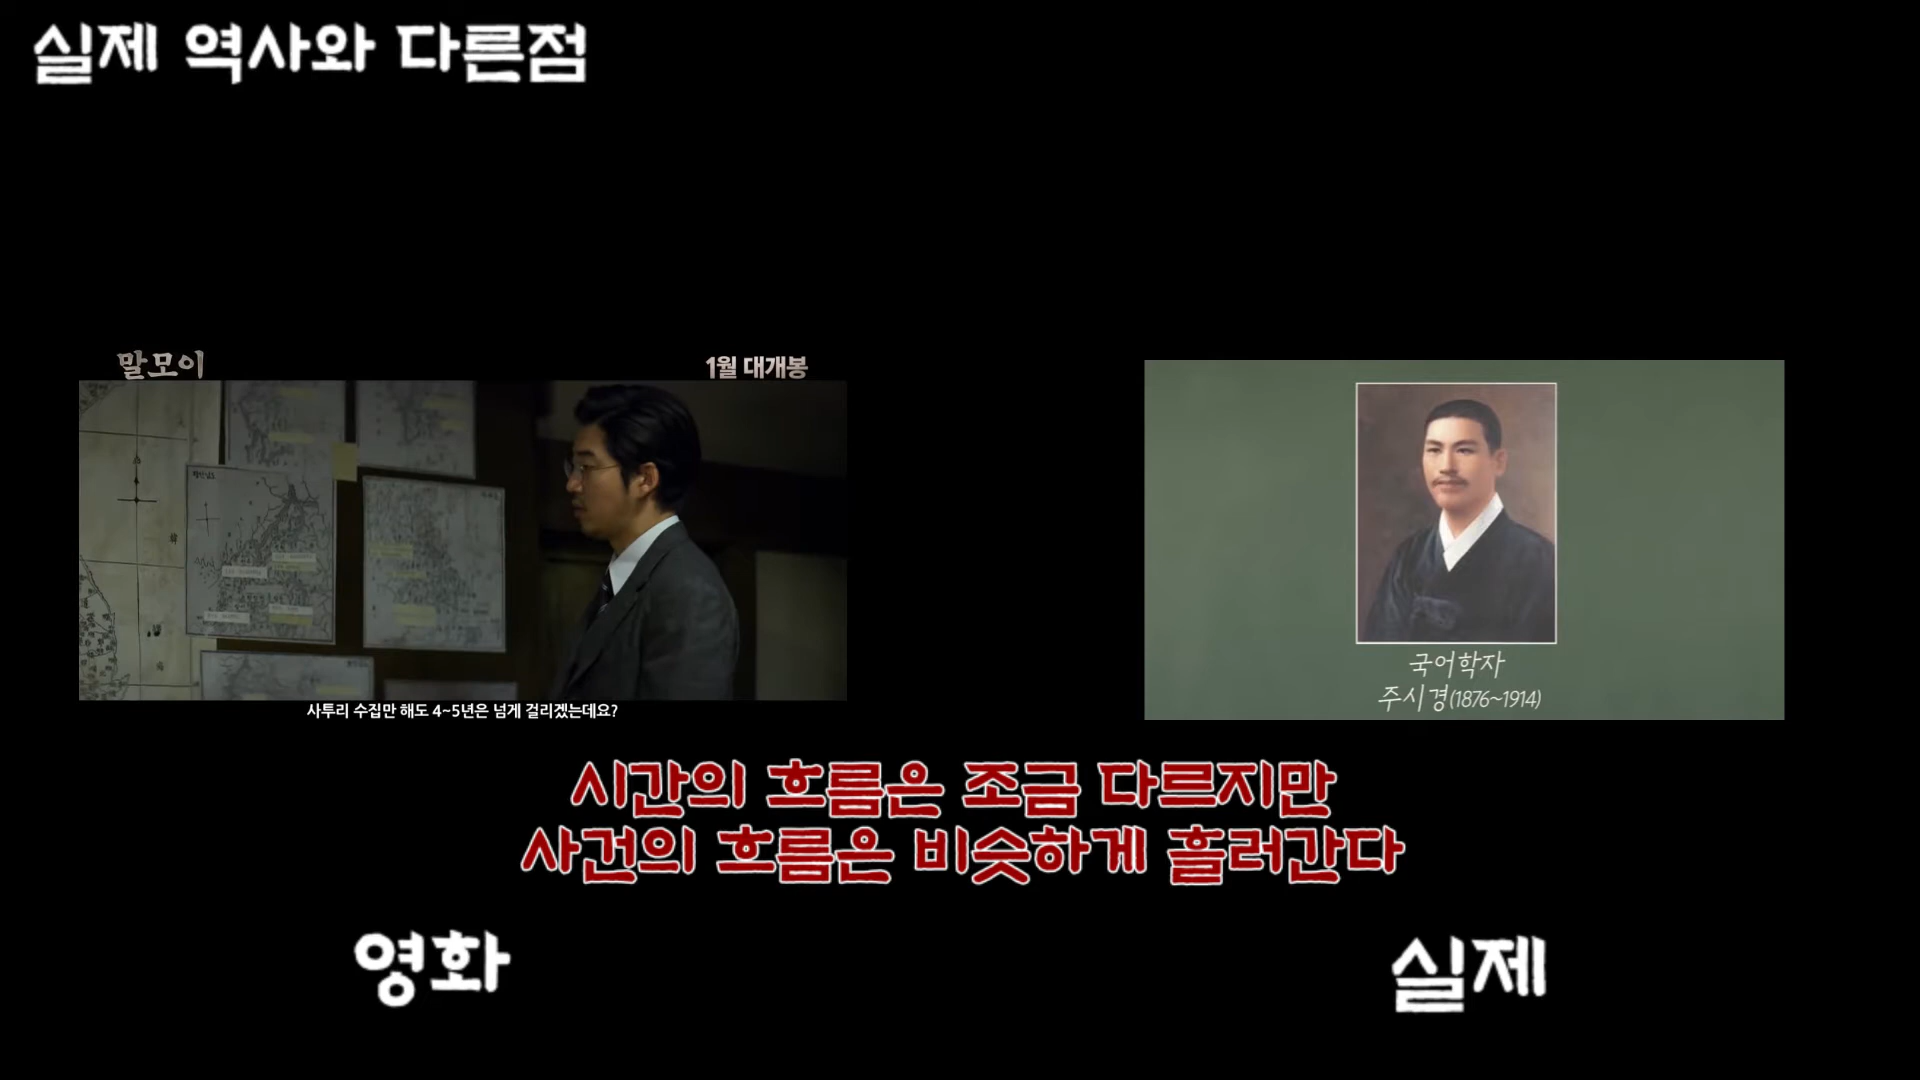 실제 역사와 다른점
말모이
1월 대개봉
사투리 수집만 해도 4~5년은 넘게 걸리겠는데요?
국어학자
주시경(1876~1914)
시간의 흐름은 조금 다르지만
사건의 흐름은 비슷하게 흘러간다
영화
실제